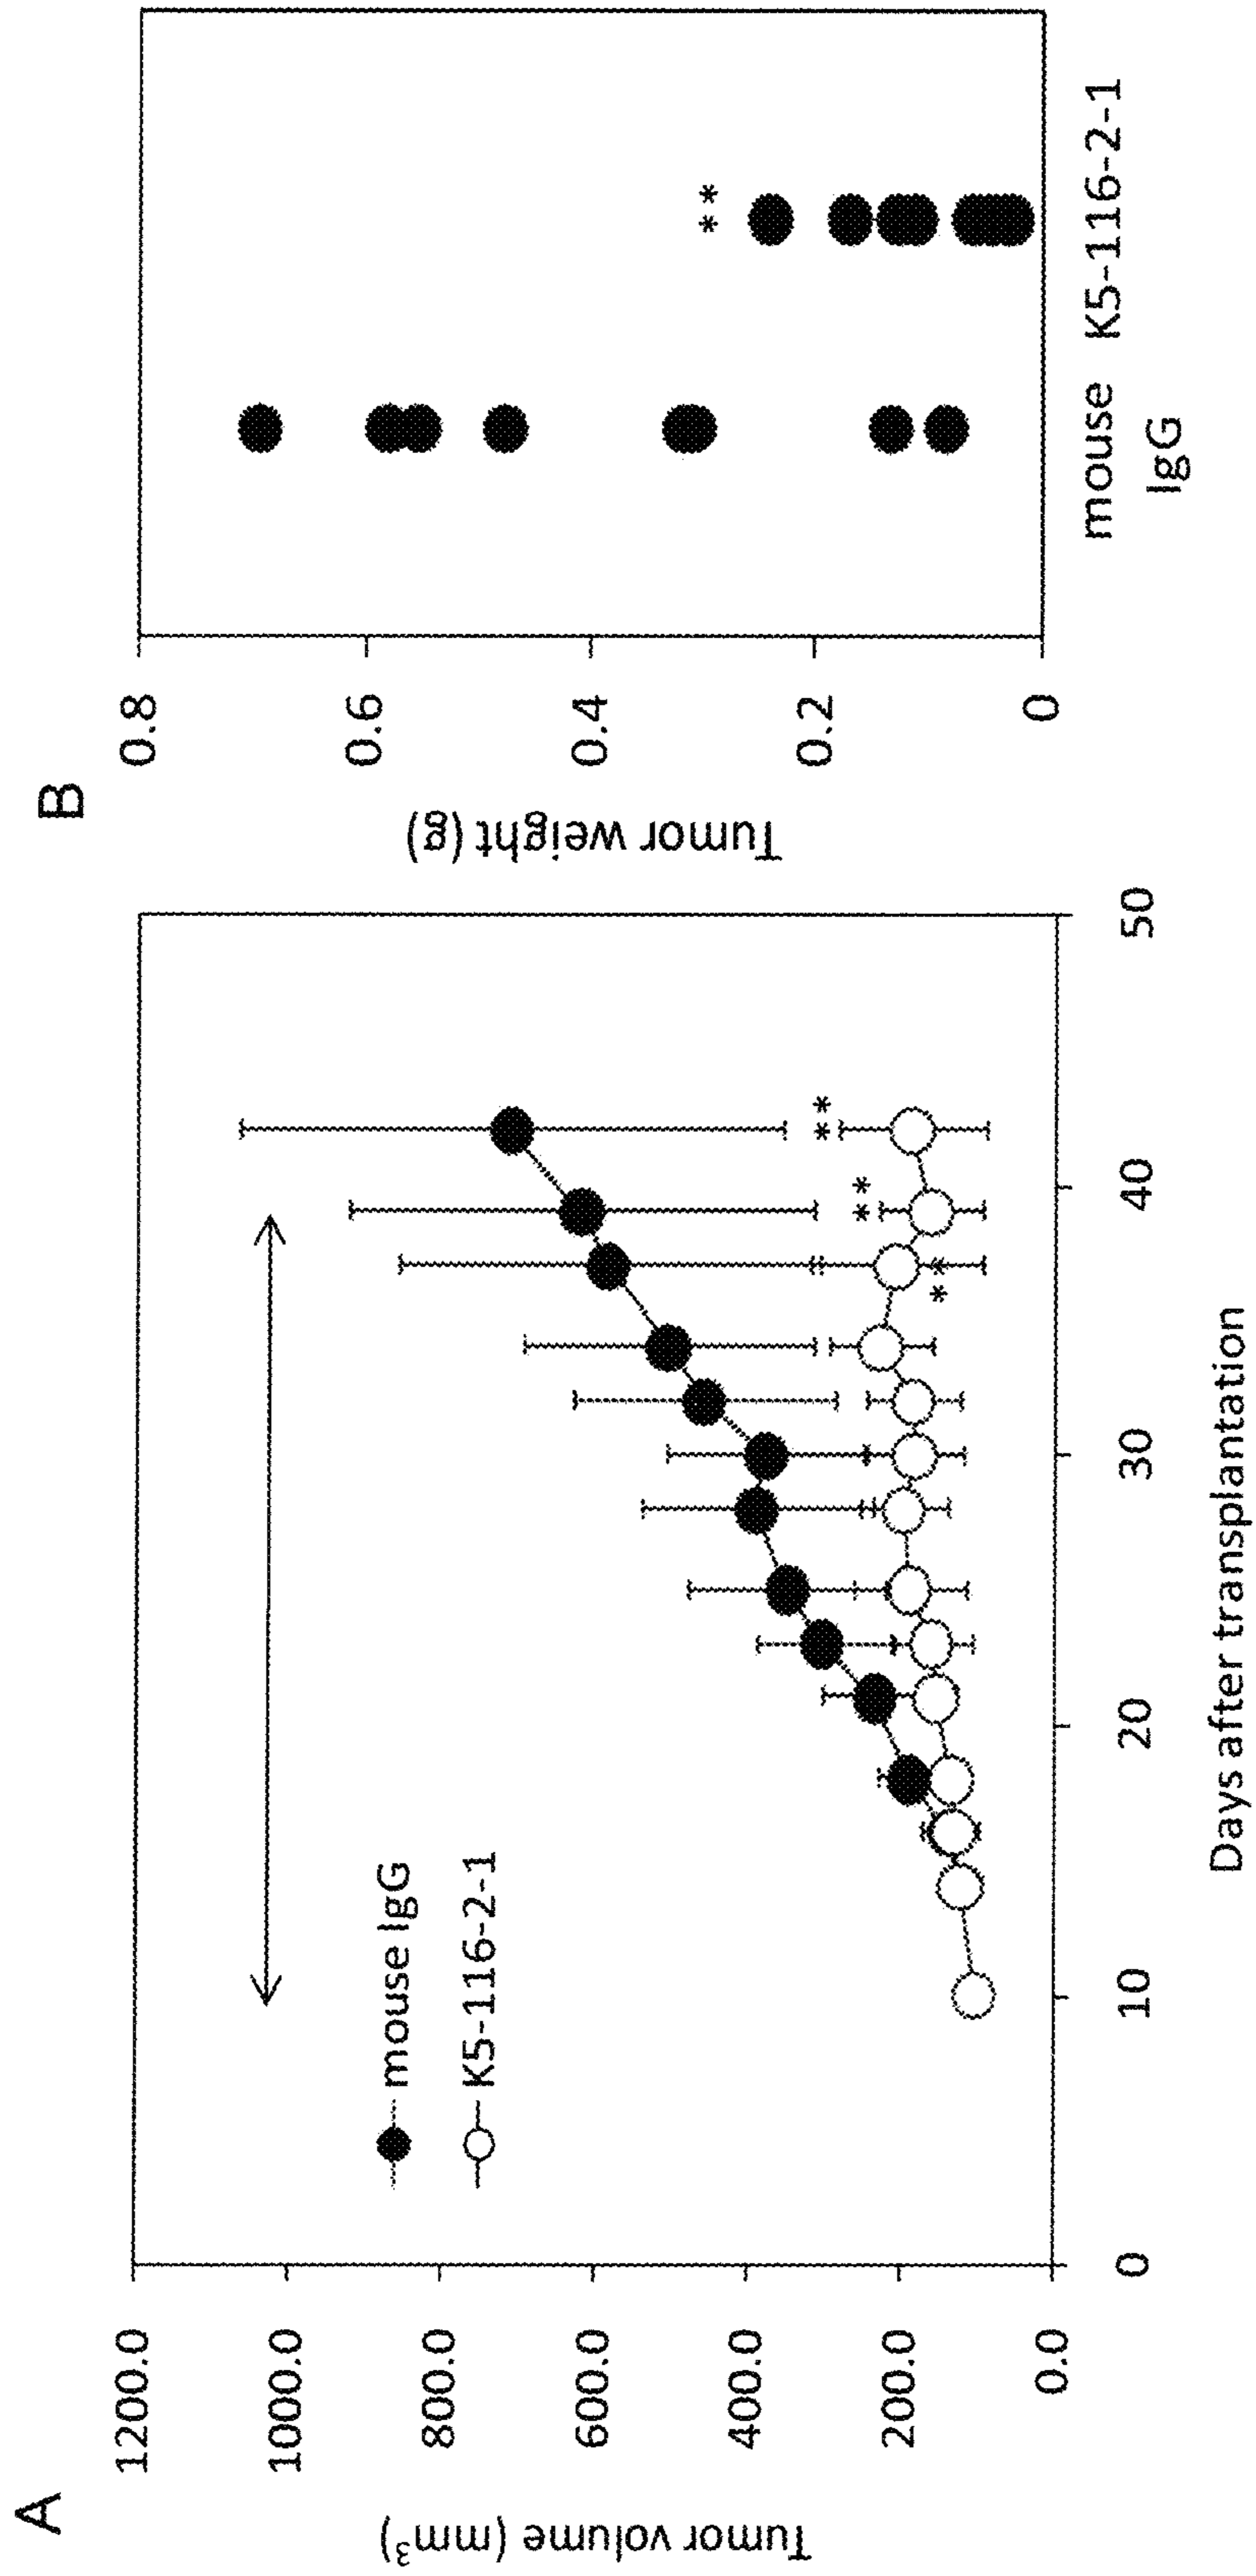 A
Tumor volume (mm³)
1200.0
1000.0
800.0
600.0
400.0
200.0
0.0
mouse IgG
K5-116-2-1
**
**
**
0
10
20
30
40
50
Days after transplantation
B
Tumor weight (g)
0.8
0.6
0.4
0.2
0
**
mouse
IgG
K5-116-2-1